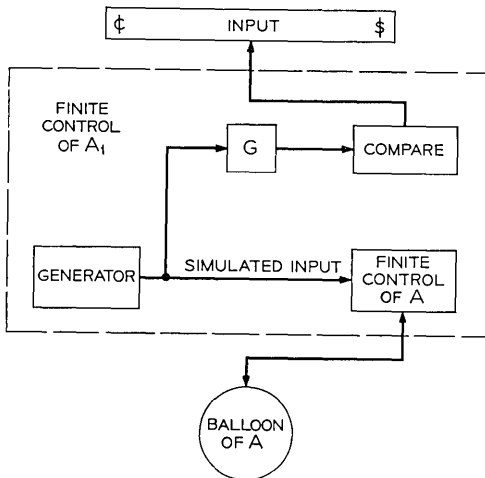 ¢ INPUT $
FINITE
CONTROL
OF A₁
G
COMPARE
GENERATOR
SIMULATED INPUT
FINITE
CONTROL
OF A
BALLOON
OF A